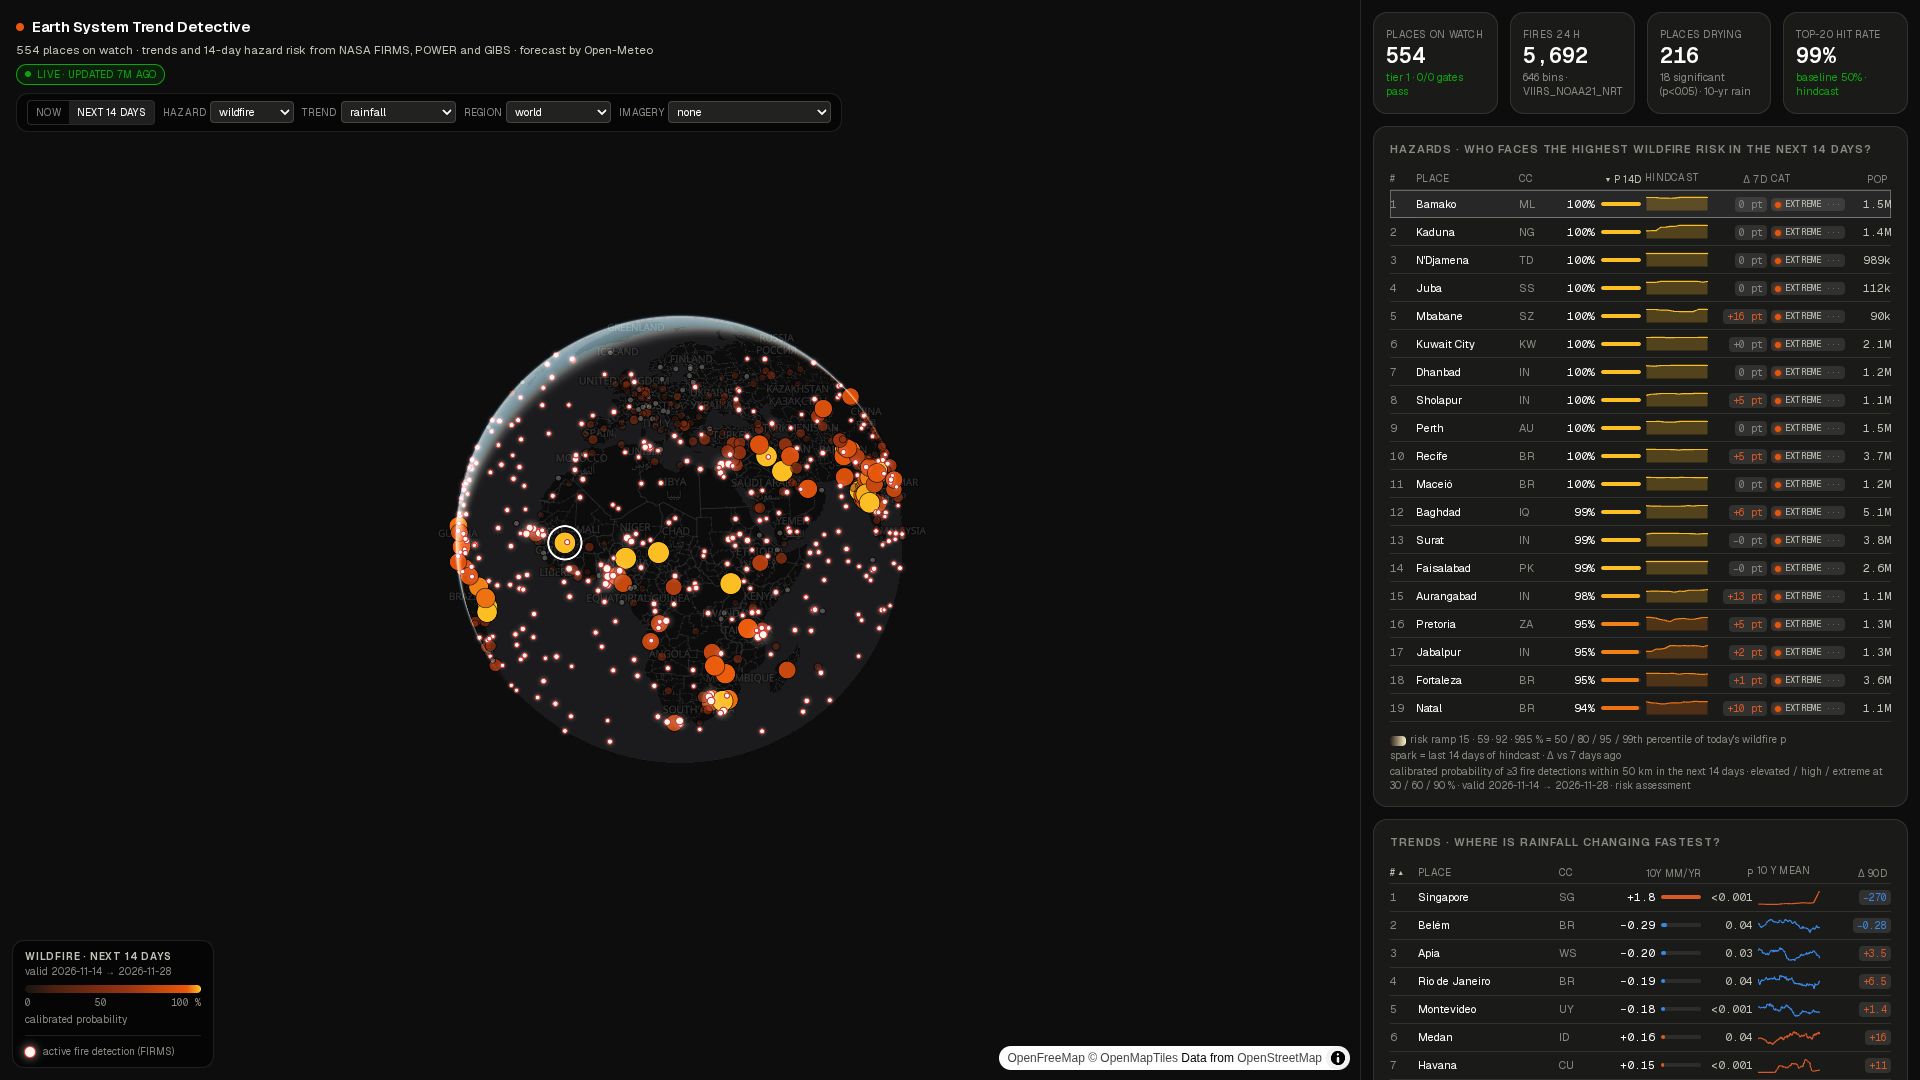 Earth System Trend Detective
554 places on watch · trends and 14-day hazard risk from NASA FIRMS, POWER and GIBS · forecast by Open-Meteo
LIVE · UPDATED 7M AGO
NOW NEXT 14 DAYS HAZARD wildfire TREND rainfall REGION world IMAGERY none
GREENLAND
RUSSIA
ICELAND
FINLAND
KAZAKHSTAN
CHINA
MOROCCO
LIBYA
MALI
NIGER
CHAD
YEMEN
EQUATORIAL GUINEA
KENYA
ANGOLA
WILDFIRE · NEXT 14 DAYS
valid 2026-11-14 → 2026-11-28
0 50 100 %
calibrated probability
active fire detection (FIRMS)
OpenFreeMap © OpenMapTiles Data from OpenStreetMap
PLACES ON WATCH
554
tier 1 · 0/0 gates
pass
FIRES 24 H
5,692
646 bins ·
VIIRS_NOAA21_NRT
PLACES DRYING
216
18 significant
(p<0.05) · 10-yr rain
TOP-20 HIT RATE
99%
baseline 50% ·
hindcast
HAZARDS · WHO FACES THE HIGHEST WILDFIRE RISK IN THE NEXT 14 DAYS?
# PLACE CC ▼ P 14D HINDCAST Δ 7D CAT POP
1 Bamako ML 100% 0 pt EXTREME ··· 1.5M
2 Kaduna NG 100% 0 pt EXTREME ··· 1.4M
3 N'Djamena TD 100% 0 pt EXTREME ··· 989k
4 Juba SS 100% 0 pt EXTREME ··· 112k
5 Mbabane SZ 100% +16 pt EXTREME ··· 90k
6 Kuwait City KW 100% +0 pt EXTREME ··· 2.1M
7 Dhanbad IN 100% 0 pt EXTREME ··· 1.2M
8 Sholapur IN 100% +5 pt EXTREME ··· 1.1M
9 Perth AU 100% 0 pt EXTREME ··· 1.5M
10 Recife BR 100% +5 pt EXTREME ··· 3.7M
11 Maceió BR 100% 0 pt EXTREME ··· 1.2M
12 Baghdad IQ 99% +6 pt EXTREME ··· 5.1M
13 Surat IN 99% −0 pt EXTREME ··· 3.8M
14 Faisalabad PK 99% −0 pt EXTREME ··· 2.6M
15 Aurangabad IN 98% +13 pt EXTREME ··· 1.1M
16 Pretoria ZA 95% +5 pt EXTREME ··· 1.3M
17 Jabalpur IN 95% +2 pt EXTREME ··· 1.3M
18 Fortaleza BR 95% +1 pt EXTREME ··· 3.6M
19 Natal BR 94% +10 pt EXTREME ··· 1.1M
risk ramp 15 · 59 · 92 · 99.5 % = 50 / 80 / 95 / 99th percentile of today's wildfire p
spark = last 14 days of hindcast · Δ vs 7 days ago
calibrated probability of ≥3 fire detections within 50 km in the next 14 days · elevated / high / extreme at
30 / 60 / 90 % · valid 2026-11-14 → 2026-11-28 · risk assessment
TRENDS · WHERE IS RAINFALL CHANGING FASTEST?
# ▲ PLACE CC 10Y MM/YR P 10 Y MEAN Δ 90D
1 Singapore SG +1.8 <0.001 −270
2 Belém BR −0.29 0.04 −0.28
3 Apia WS −0.20 0.03 +3.5
4 Rio de Janeiro BR −0.19 0.04 +6.5
5 Montevideo UY −0.18 <0.001 +1.4
6 Medan ID +0.16 0.04 +16
7 Havana CU +0.15 <0.001 +11